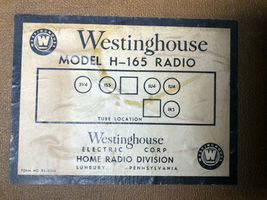 Westinghouse
MODEL H-165 RADIO
3V4 1S5 1U4 1U4
1R5
TUBE LOCATION
Westinghouse
ELECTRIC CORP.
HOME RADIO DIVISION
SUNBURY, -PENNSYLVANIA
W
W